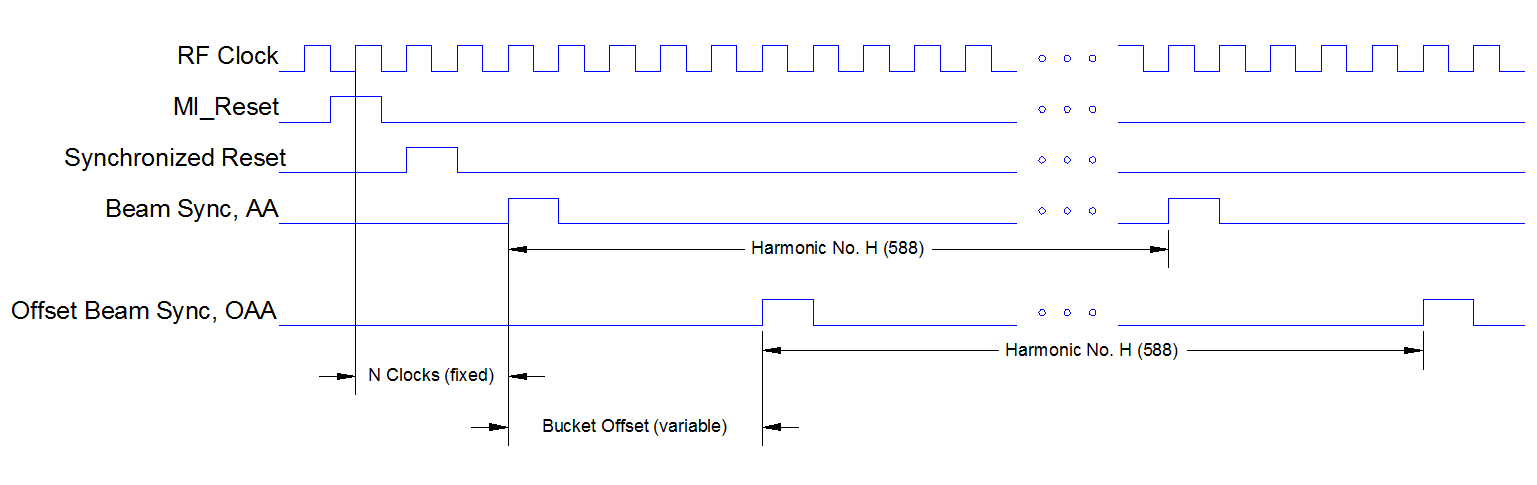 RF Clock
MI_Reset
Synchronized Reset
Beam Sync, AA
Harmonic No. H (588)
Offset Beam Sync, OAA
Harmonic No. H (588)
N Clocks (fixed)
Bucket Offset (variable)